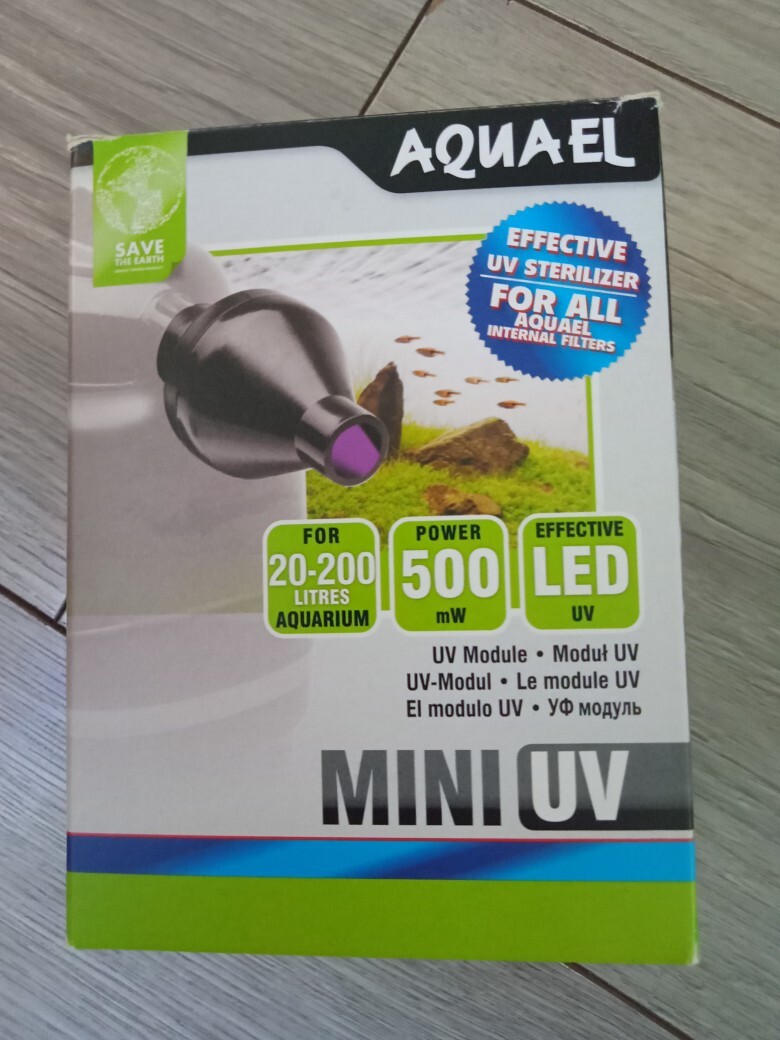 AQUAEL
SAVE
THE EARTH
EFFECTIVE
UV STERILIZER
FOR ALL
AQUAEL
INTERNAL FILTERS
FOR
20-200
LITRES
AQUARIUM
POWER
500
mW
EFFECTIVE
LED
UV
UV Module • Moduł UV
UV-Modul • Le module UV
El modulo UV • УФ модуль
MINI UV